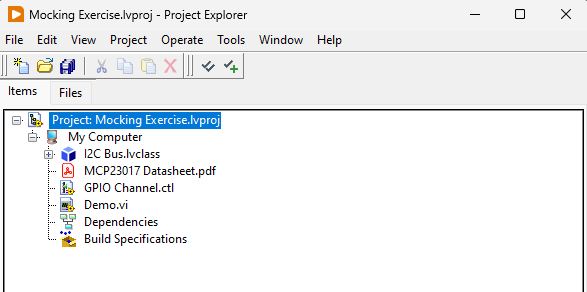 Mocking Exercise.lvproj - Project Explorer
File Edit View Project Operate Tools Window Help
Items Files
Project: Mocking Exercise.lvproj
My Computer
I2C Bus.lvclass
MCP23017 Datasheet.pdf
GPIO Channel.ctl
Demo.vi
Dependencies
Build Specifications